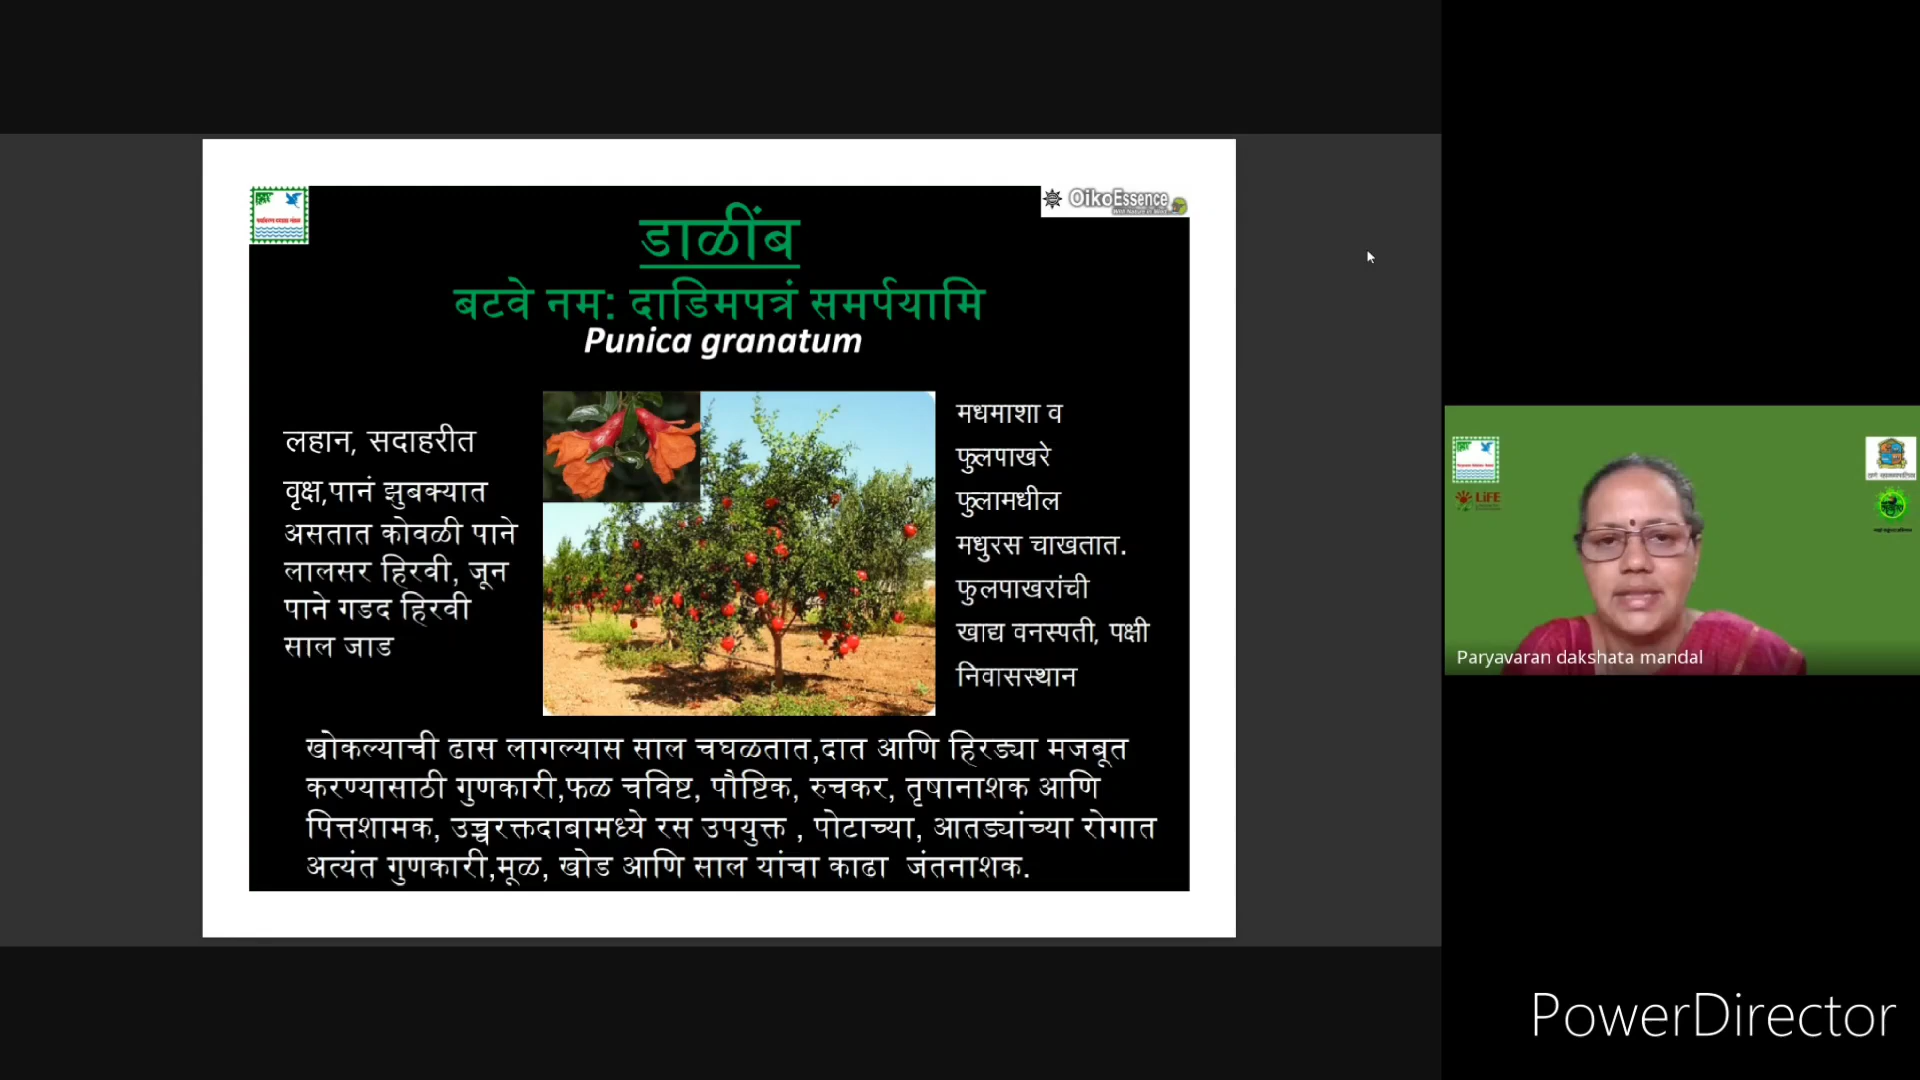 OikoEssence
डाळींब
बटवे नम: दाडिमपत्रं समर्पयामि
Punica granatum
लहान, सदाहरीत
वृक्ष,पानं झुबक्यात
असतात कोवळी पाने
लालसर हिरवी, जून
पाने गडद हिरवी
साल जाड
मधमाशा व
फुलपाखरे
फुलामधील
मधुरस चाखतात.
फुलपाखरांची
खाद्य वनस्पती, पक्षी
निवासस्थान
खोकल्याची ढास लागल्यास साल चघळतात,दात आणि हिरड्या मजबूत
करण्यासाठी गुणकारी,फळ चविष्ट, पौष्टिक, रुचकर, तृषानाशक आणि
पित्तशामक, उच्चरक्तदाबामध्ये रस उपयुक्त , पोटाच्या, आतड्यांच्या रोगात
अत्यंत गुणकारी,मूळ, खोड आणि साल यांचा काढा जंतनाशक.
LiFE
Paryavaran dakshata mandal
PowerDirector